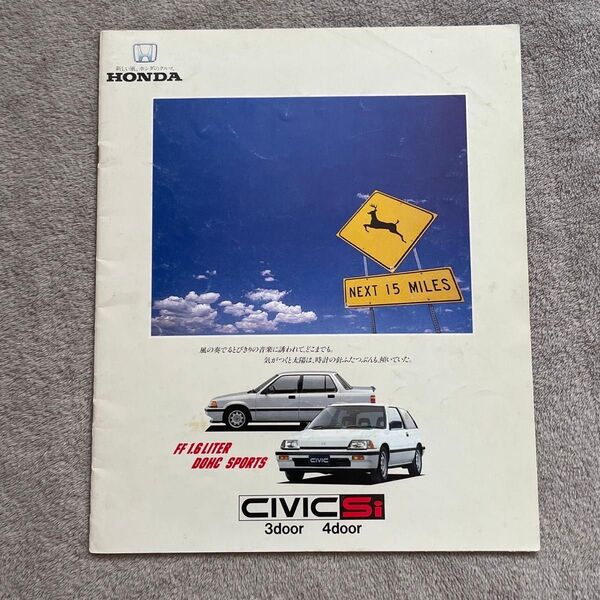 新しい風。ホンダのクルマ。
HONDA
NEXT 15 MILES
風の奏でるとびきりの音楽に誘われて、どこまでも。
気がつくと太陽は、時計の針ふたつぶんも、傾いていた。
FF 1.6 LITER
DOHC SPORTS
CIVIC
CIVIC Si
3door 4door